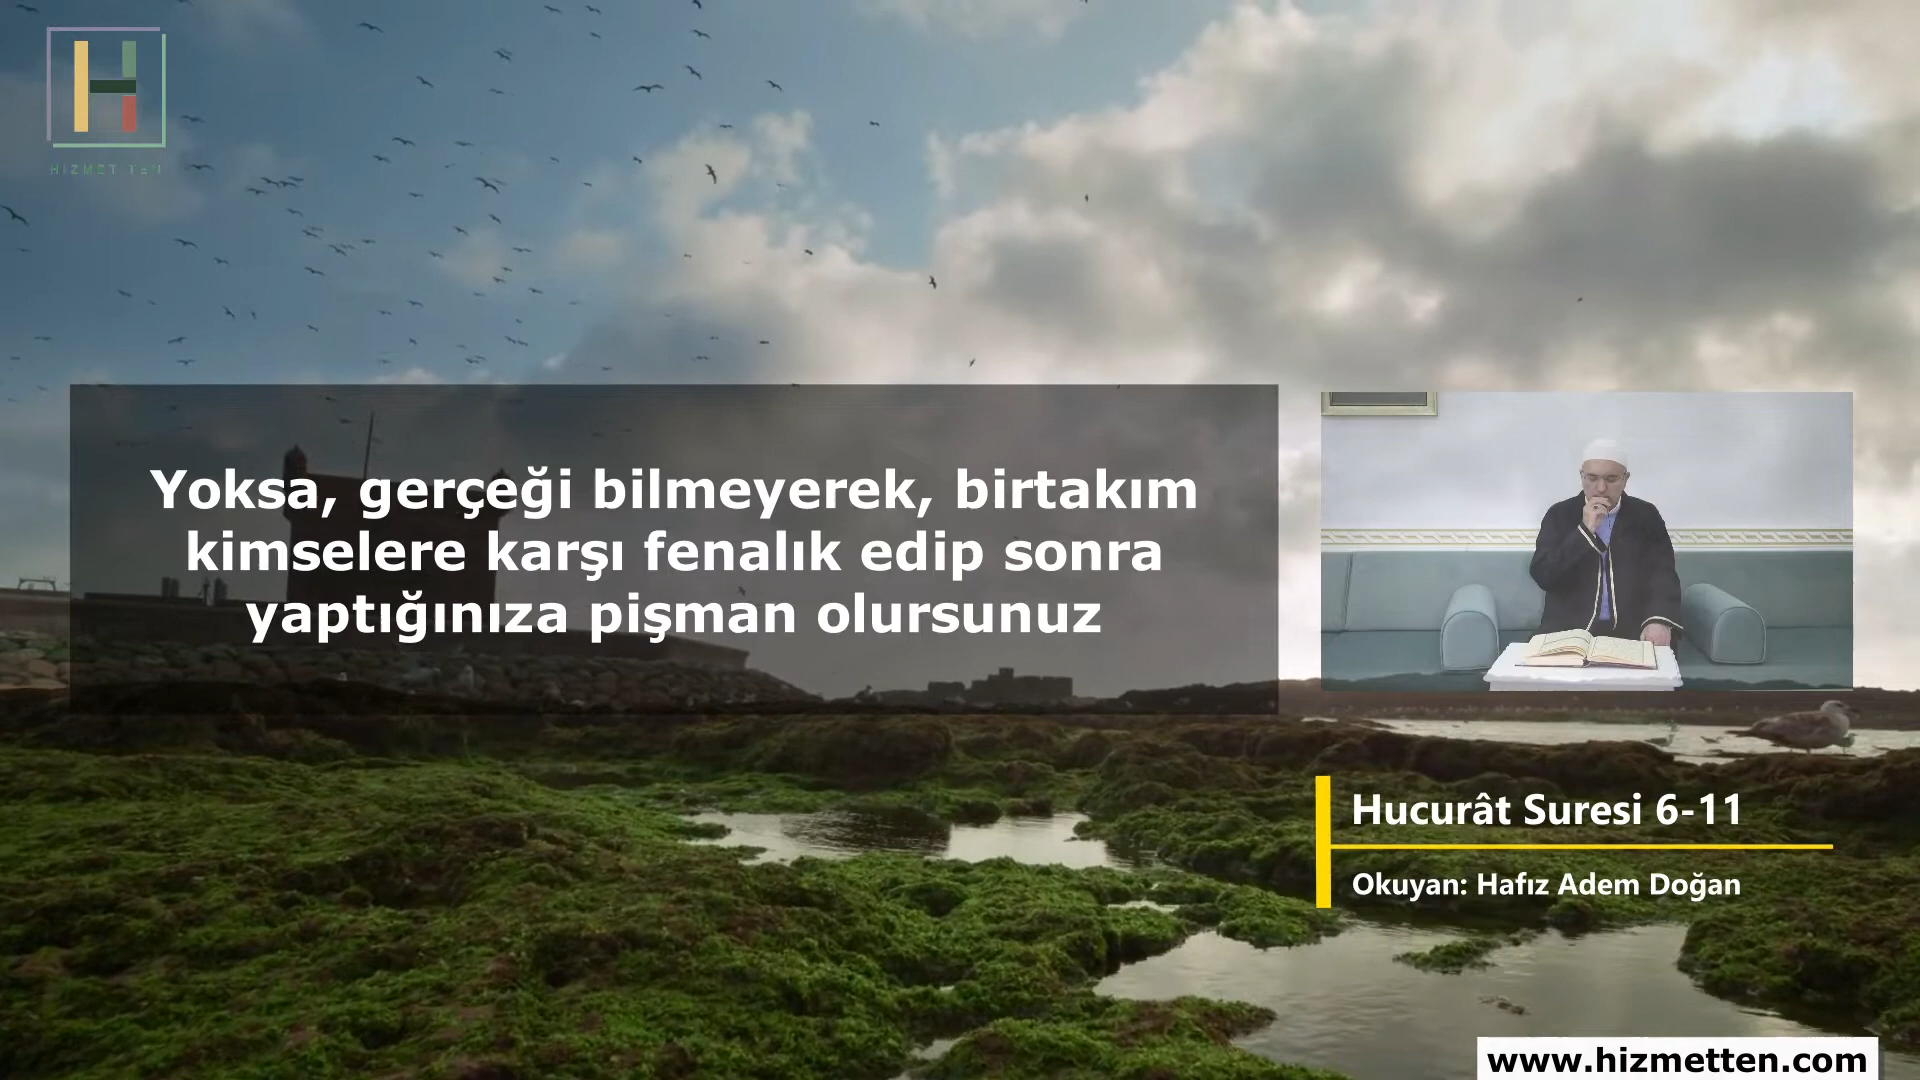 HIZMETTEN
Yoksa, gerçeği bilmeyerek, birtakım
kimselere karşı fenalık edip sonra
yaptığınıza pişman olursunuz
Hucurât Suresi 6-11
Okuyan: Hafız Adem Doğan
www.hizmetten.com